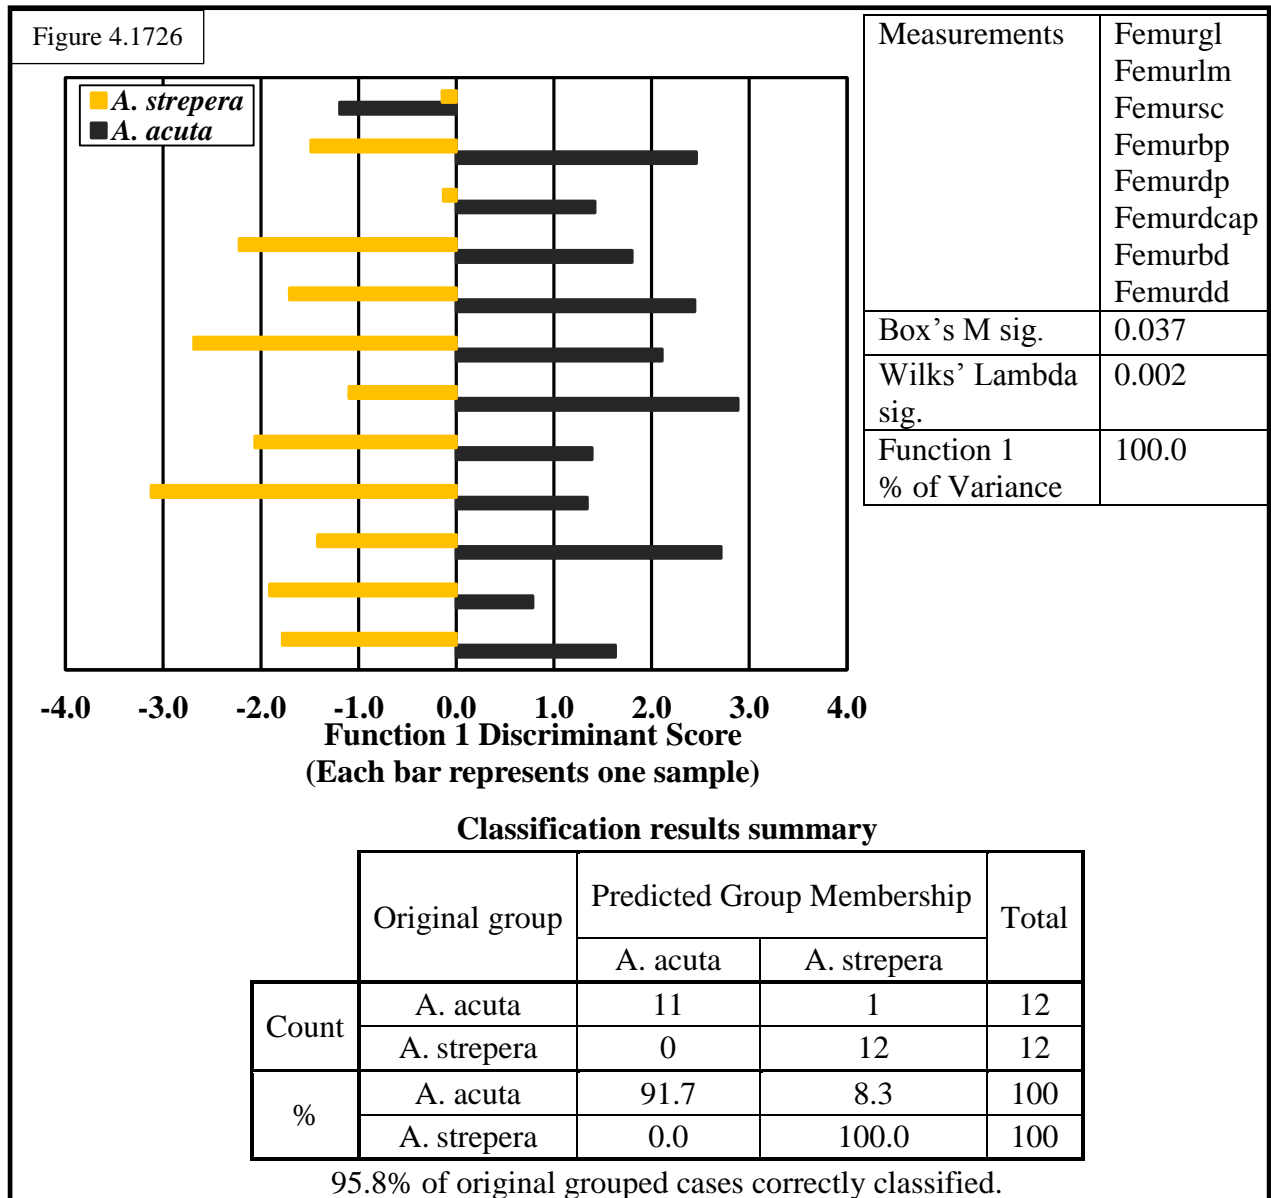 Figure 4.1726
A. strepera
A. acuta
-4.0 -3.0 -2.0 -1.0 0.0 1.0 2.0 3.0 4.0
Function 1 Discriminant Score
(Each bar represents one sample)
Measurements Femurgl
Femurlm
Femursc
Femurbp
Femurdp
Femurdcap
Femurbd
Femurdd
Box’s M sig. 0.037
Wilks’ Lambda 0.002
sig.
Function 1 100.0
% of Variance
Classification results summary
Original group Predicted Group Membership Total
A. acuta A. strepera
Count A. acuta 11 1 12
A. strepera 0 12 12
% A. acuta 91.7 8.3 100
A. strepera 0.0 100.0 100
95.8% of original grouped cases correctly classified.